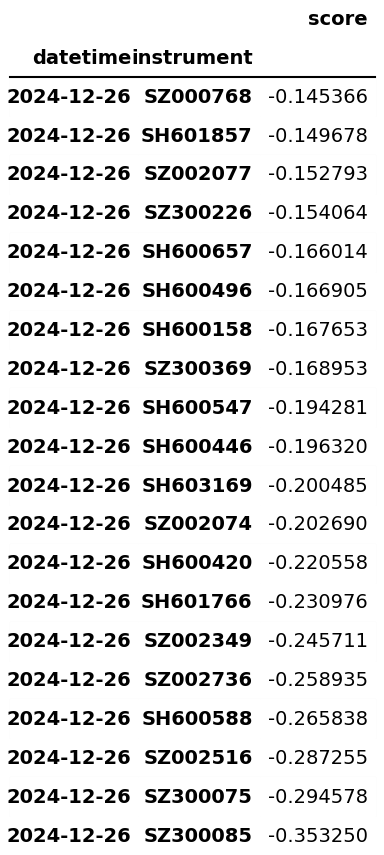 score
datetime instrument
2024-12-26 SZ000768 -0.145366
2024-12-26 SH601857 -0.149678
2024-12-26 SZ002077 -0.152793
2024-12-26 SZ300226 -0.154064
2024-12-26 SH600657 -0.166014
2024-12-26 SH600496 -0.166905
2024-12-26 SH600158 -0.167653
2024-12-26 SZ300369 -0.168953
2024-12-26 SH600547 -0.194281
2024-12-26 SH600446 -0.196320
2024-12-26 SH603169 -0.200485
2024-12-26 SZ002074 -0.202690
2024-12-26 SH600420 -0.220558
2024-12-26 SH601766 -0.230976
2024-12-26 SZ002349 -0.245711
2024-12-26 SZ002736 -0.258935
2024-12-26 SH600588 -0.265838
2024-12-26 SZ002516 -0.287255
2024-12-26 SZ300075 -0.294578
2024-12-26 SZ300085 -0.353250